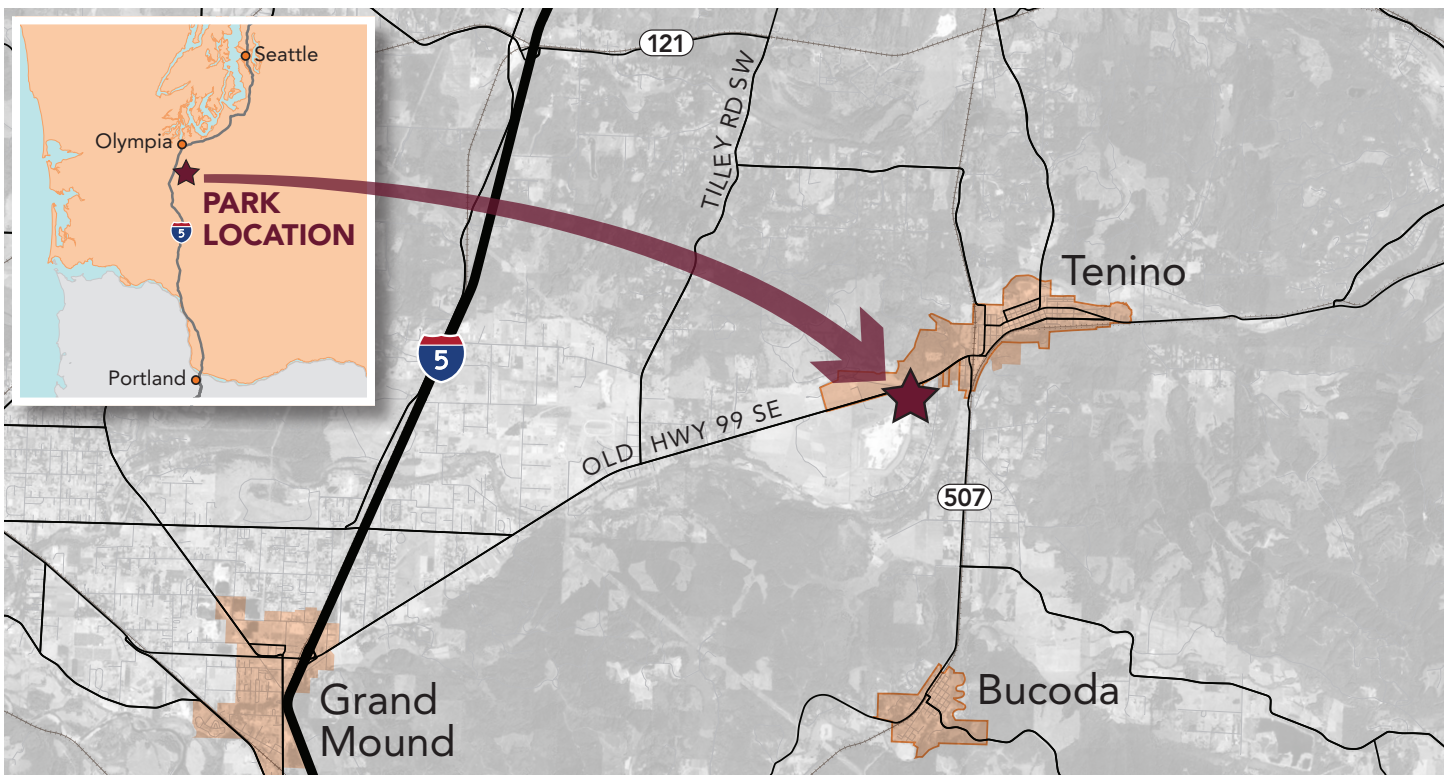 Seattle
Olympia
PARK
LOCATION
5
Portland
121
TILLEY RD SW
Tenino
5
OLD HWY 99 SE
507
Grand
Mound
Bucoda